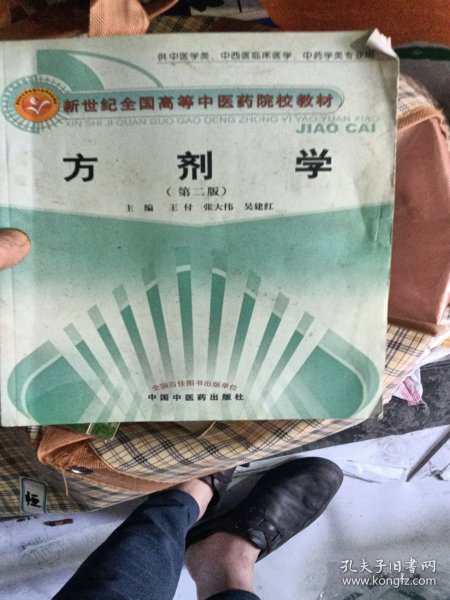 供中医学类、中西医临床医学、中药学类专业用
新世纪全国高等中医药院校教材
XIN SHI JI QUAN GUO GAO DENG ZHONG YI YAO YUAN XIAO
JIAO CAI
方剂学
（第二版）
主编 王付 张大伟 吴建红
全国百佳图书出版单位
中国中医药出版社
孔夫子旧书网
www.kongfz.com